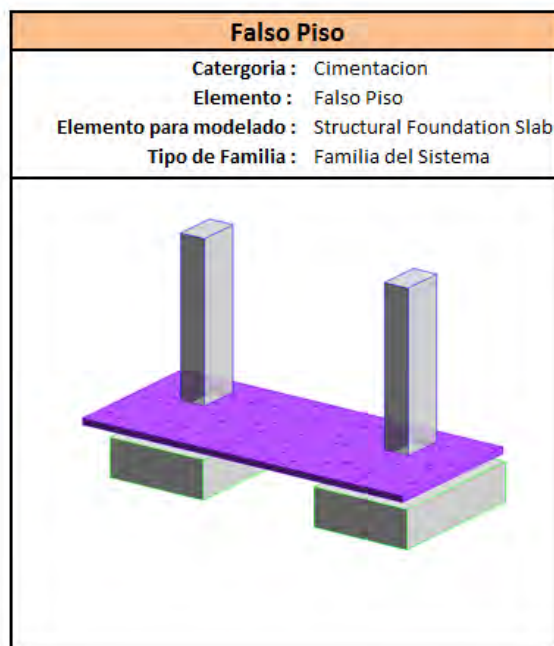 Falso Piso
Catergoria : Cimentacion
Elemento : Falso Piso
Elemento para modelado : Structural Foundation Slab
Tipo de Familia : Familia del Sistema